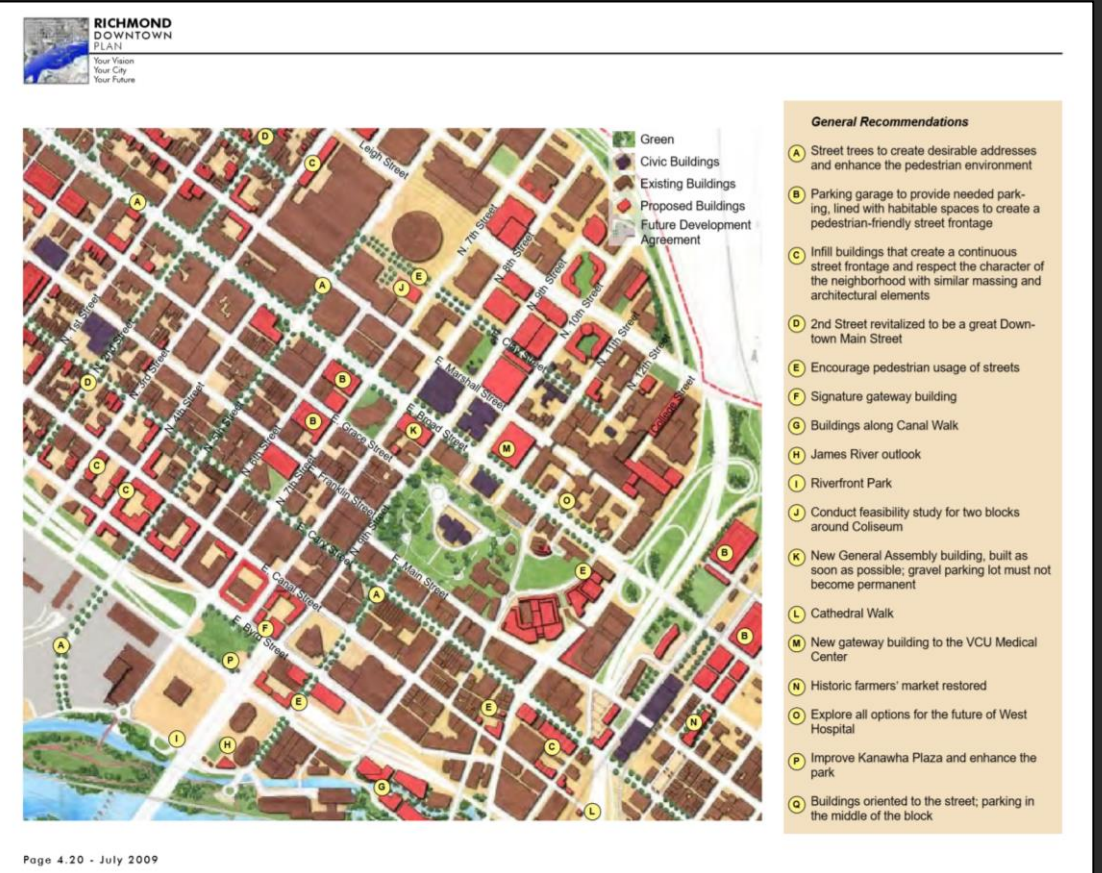 RICHMOND
DOWNTOWN
PLAN
Your Vision
Your City
Your Future
Green
Civic Buildings
Existing Buildings
Proposed Buildings
Future Development
Agreement
Leigh Street
N. 7th Street
N. 8th Street
N. 9th Street
N. 10th Street
N. 11th Street
N. 12th Street
College Street
N. 1st Street
N. 2nd Street
N. 3rd Street
N. 4th Street
N. 5th Street
N. 6th Street
N. 7th Street
N. 9th Street
Clay Street
E. Marshall Street
E. Broad Street
E. Grace Street
E. Franklin Street
E. Cary Street
E. Main Street
E. Canal Street
E. Byrd Street
D
C
A
A
E
J
D
B
B
K
M
O
C
C
E
B
A
F
B
A
P
E
E
N
C
I
H
G
L
General Recommendations
A Street trees to create desirable addresses
and enhance the pedestrian environment
B Parking garage to provide needed park-
ing, lined with habitable spaces to create a
pedestrian-friendly street frontage
C Infill buildings that create a continuous
street frontage and respect the character of
the neighborhood with similar massing and
architectural elements
D 2nd Street revitalized to be a great Down-
town Main Street
E Encourage pedestrian usage of streets
F Signature gateway building
G Buildings along Canal Walk
H James River outlook
I Riverfront Park
J Conduct feasibility study for two blocks
around Coliseum
K New General Assembly building, built as
soon as possible; gravel parking lot must not
become permanent
L Cathedral Walk
M New gateway building to the VCU Medical
Center
N Historic farmers' market restored
O Explore all options for the future of West
Hospital
P Improve Kanawha Plaza and enhance the
park
Q Buildings oriented to the street; parking in
the middle of the block
Page 4.20 - July 2009